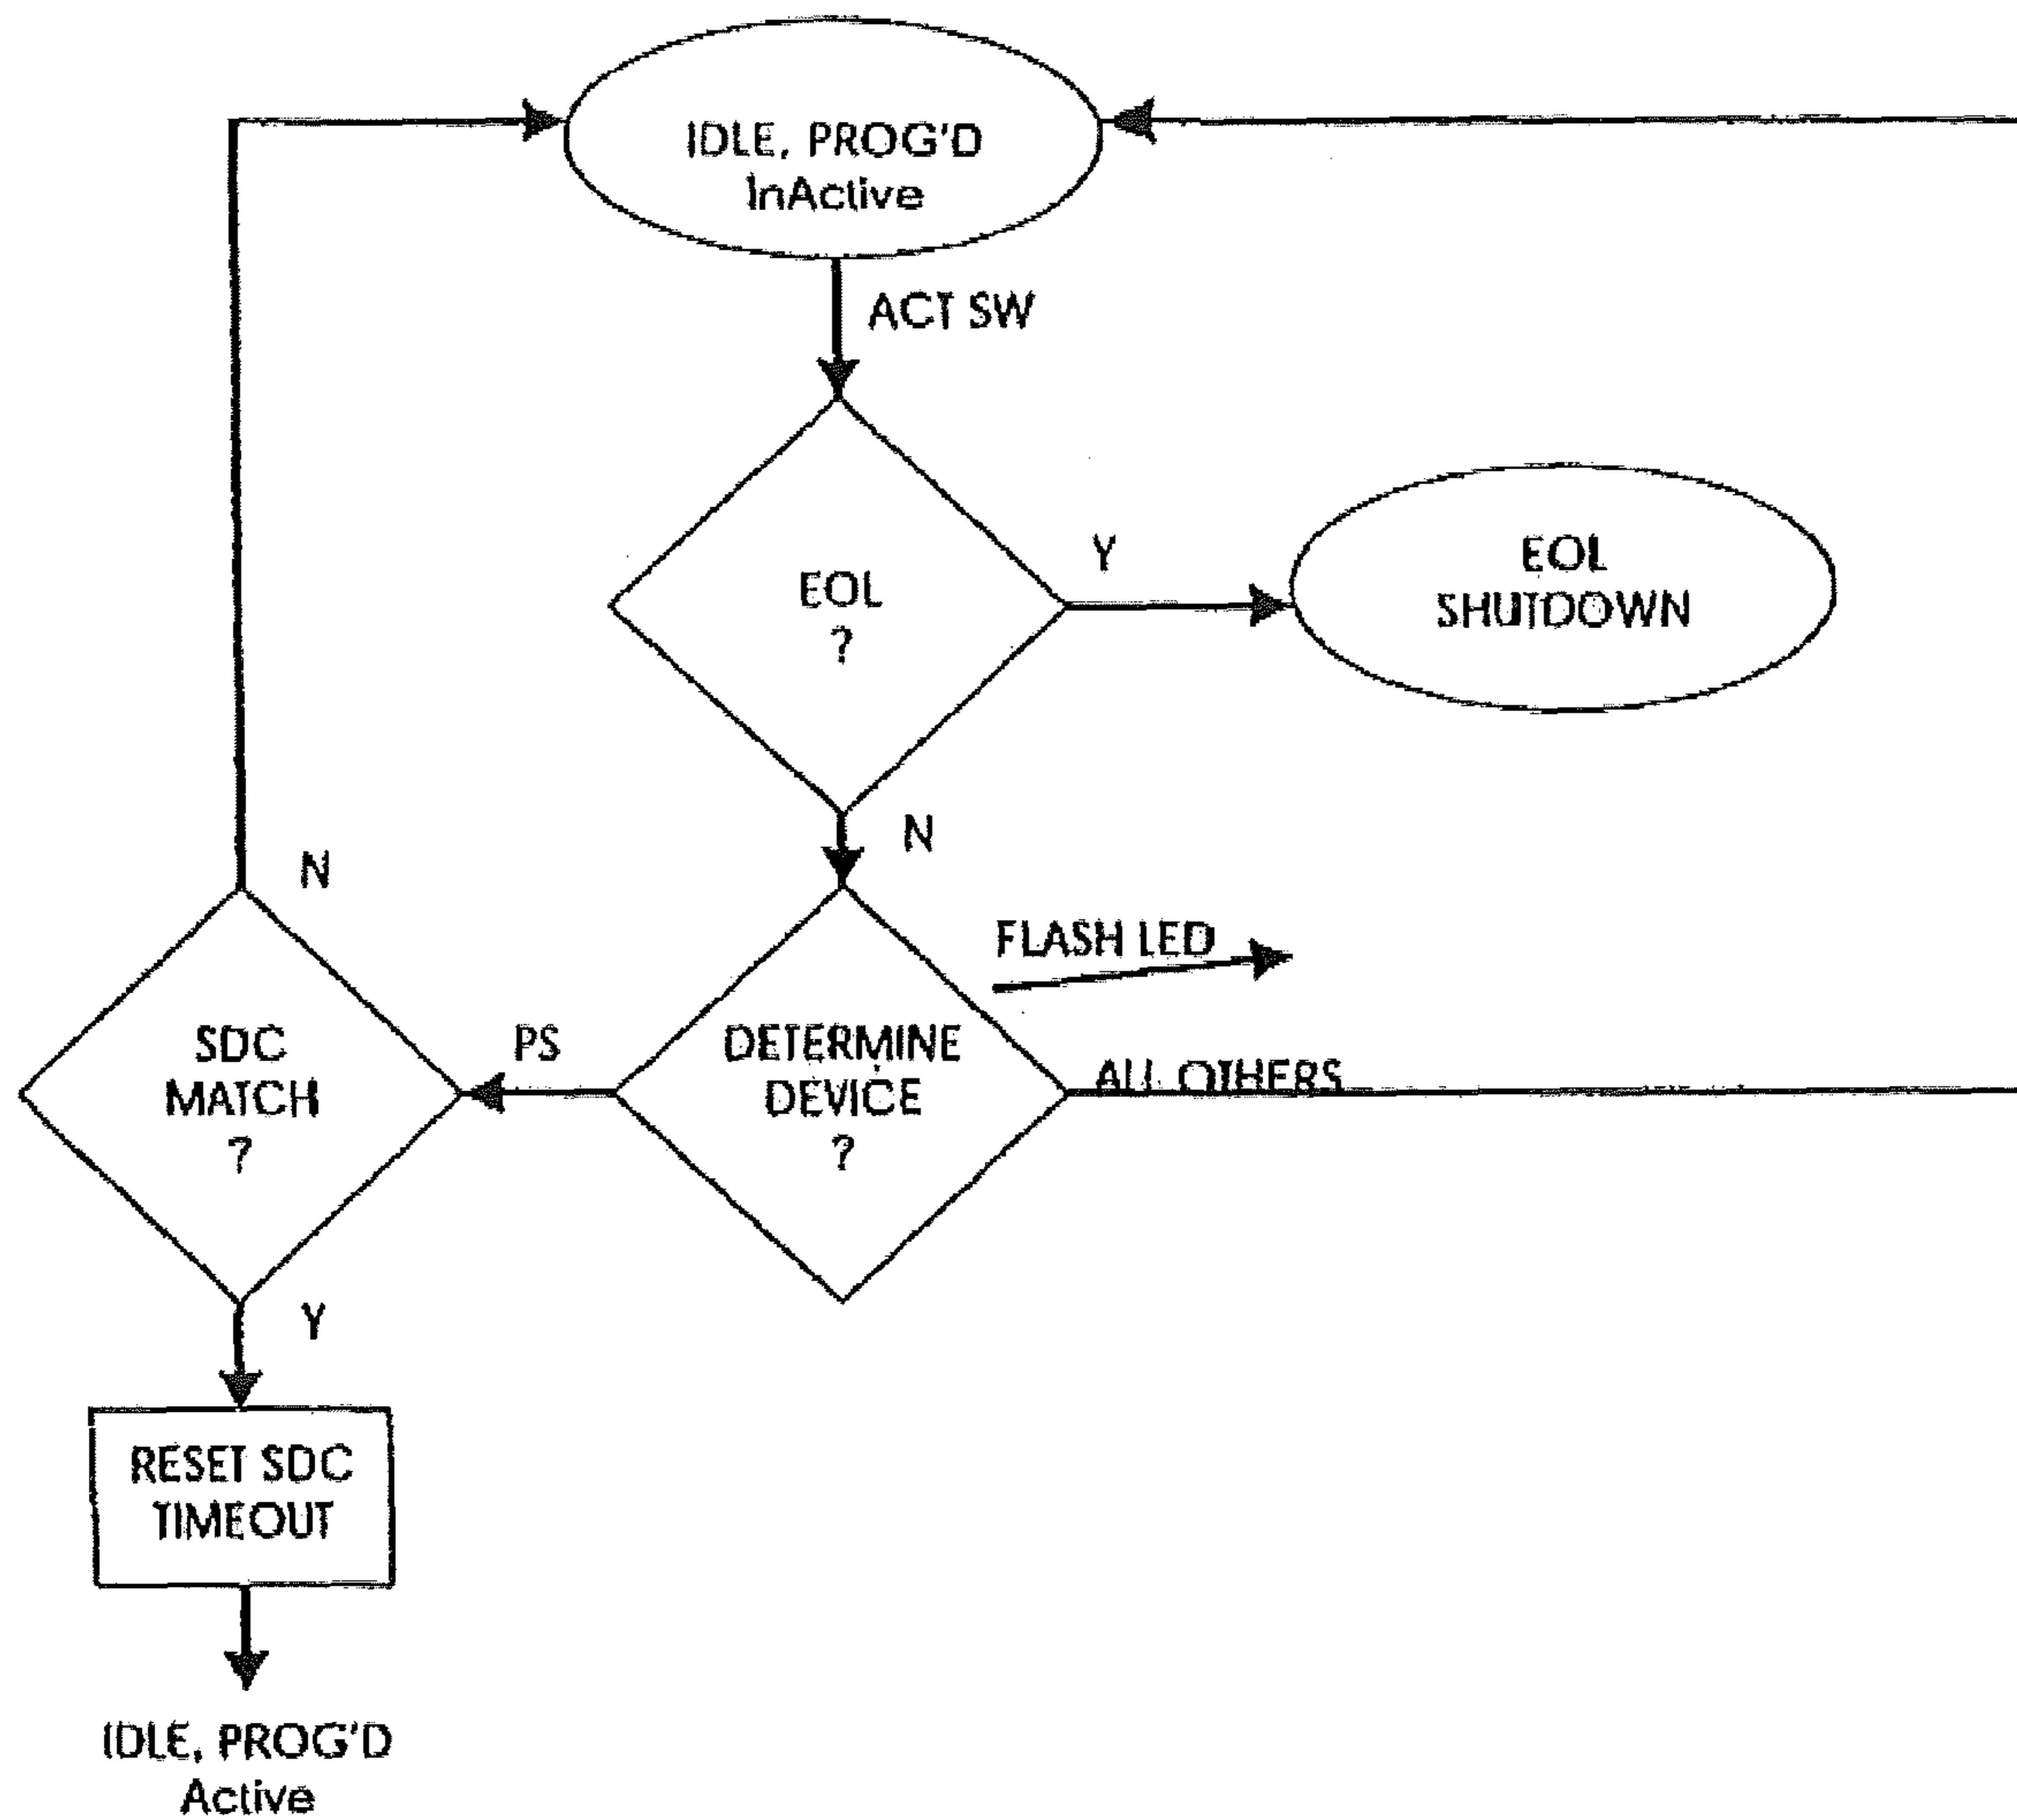 IDLE, PROG'D
InActive
ACT SW
EOL
?
Y
EOL
SHUTDOWN
N
N
FLASH LED
SDC
MATCH
?
PS
DETERMINE
DEVICE
?
ALL OTHERS
Y
RESET SDC
TIMEOUT
IDLE, PROG'D
Active